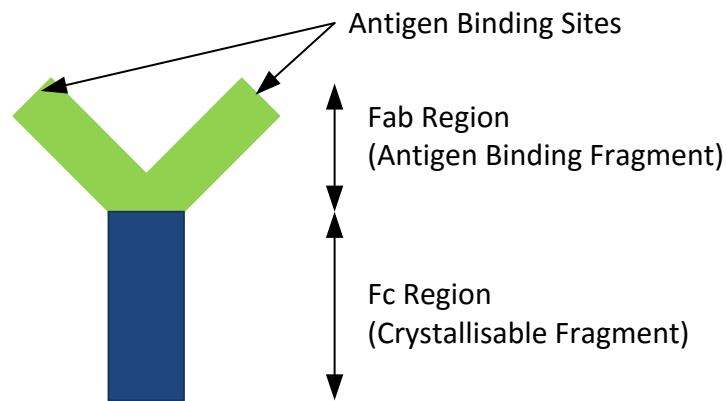 Antigen Binding Sites
Fab Region
(Antigen Binding Fragment)
Fc Region
(Crystallisable Fragment)